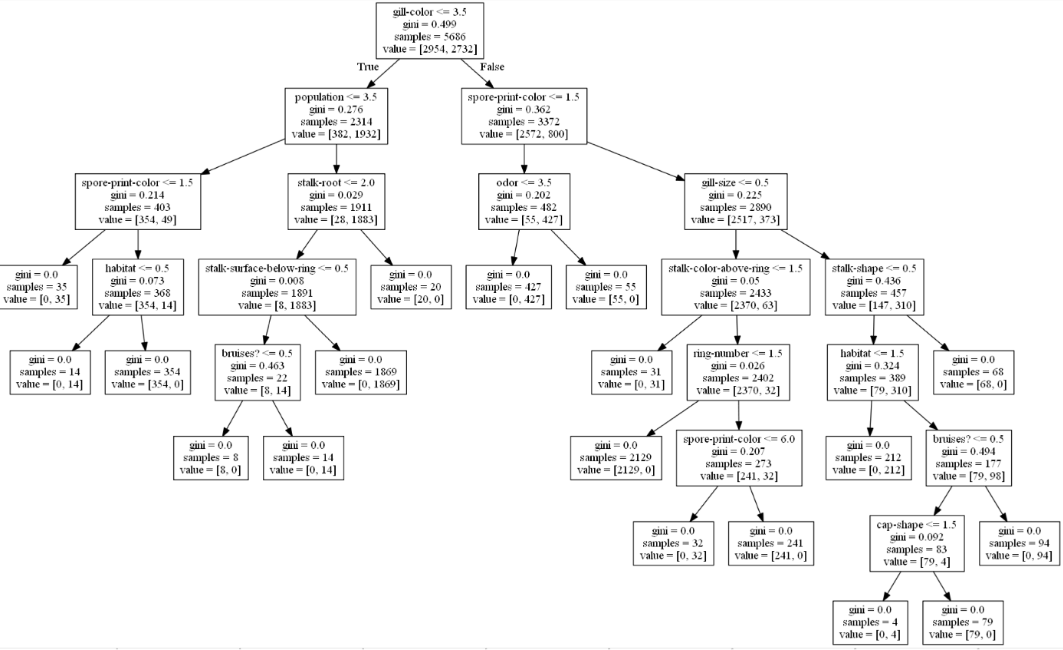 gill-color <= 3.5
gini = 0.499
samples = 5686
value = [2954, 2732]
True
False
population <= 3.5
gini = 0.276
samples = 2314
value = [382, 1932]
spore-print-color <= 1.5
gini = 0.362
samples = 3372
value = [2572, 800]
spore-print-color <= 1.5
gini = 0.214
samples = 403
value = [354, 49]
stalk-root <= 2.0
gini = 0.029
samples = 1911
value = [28, 1883]
odor <= 3.5
gini = 0.202
samples = 482
value = [55, 427]
gill-size <= 0.5
gini = 0.225
samples = 2890
value = [2517, 373]
gini = 0.0
samples = 35
value = [0, 35]
habitat <= 0.5
gini = 0.073
samples = 368
value = [354, 14]
stalk-surface-below-ring <= 0.5
gini = 0.008
samples = 1891
value = [8, 1883]
gini = 0.0
samples = 20
value = [20, 0]
gini = 0.0
samples = 427
value = [0, 427]
gini = 0.0
samples = 55
value = [55, 0]
stalk-color-above-ring <= 1.5
gini = 0.05
samples = 2433
value = [2370, 63]
stalk-shape <= 0.5
gini = 0.436
samples = 457
value = [147, 310]
gini = 0.0
samples = 14
value = [0, 14]
gini = 0.0
samples = 354
value = [354, 0]
bruises? <= 0.5
gini = 0.463
samples = 22
value = [8, 14]
gini = 0.0
samples = 1869
value = [0, 1869]
gini = 0.0
samples = 31
value = [0, 31]
ring-number <= 1.5
gini = 0.026
samples = 2402
value = [2370, 32]
habitat <= 1.5
gini = 0.324
samples = 389
value = [79, 310]
gini = 0.0
samples = 68
value = [68, 0]
gini = 0.0
samples = 8
value = [8, 0]
gini = 0.0
samples = 14
value = [0, 14]
gini = 0.0
samples = 2129
value = [2129, 0]
spore-print-color <= 6.0
gini = 0.207
samples = 273
value = [241, 32]
gini = 0.0
samples = 212
value = [0, 212]
bruises? <= 0.5
gini = 0.494
samples = 177
value = [79, 98]
gini = 0.0
samples = 32
value = [0, 32]
gini = 0.0
samples = 241
value = [241, 0]
cap-shape <= 1.5
gini = 0.092
samples = 83
value = [79, 4]
gini = 0.0
samples = 94
value = [0, 94]
gini = 0.0
samples = 4
value = [0, 4]
gini = 0.0
samples = 79
value = [79, 0]